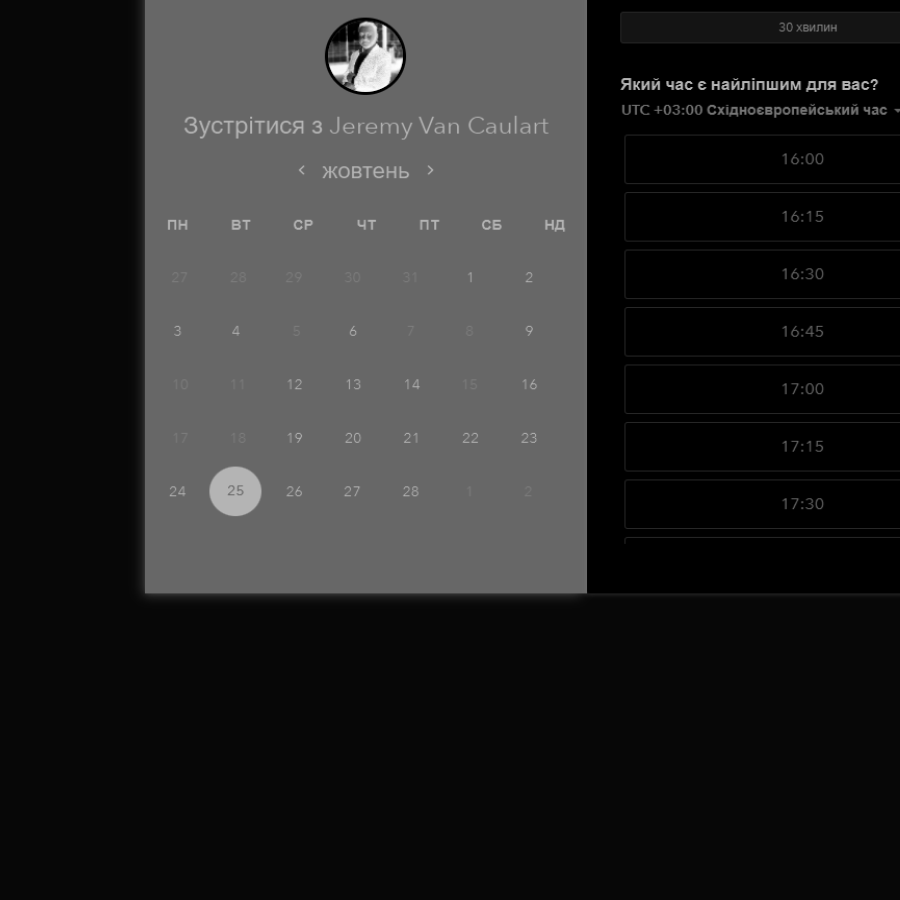 Зустрітися з Jeremy Van Caulart
жовтень
ПН ВТ СР ЧТ ПТ СБ НД
27 28 29 30 31 1 2
3 4 5 6 7 8 9
10 11 12 13 14 15 16
17 18 19 20 21 22 23
24 25 26 27 28 1 2
30 хвилин
Який час є найліпшим для вас?
UTC +03:00 Східноєвропейський час
16:00
16:15
16:30
16:45
17:00
17:15
17:30